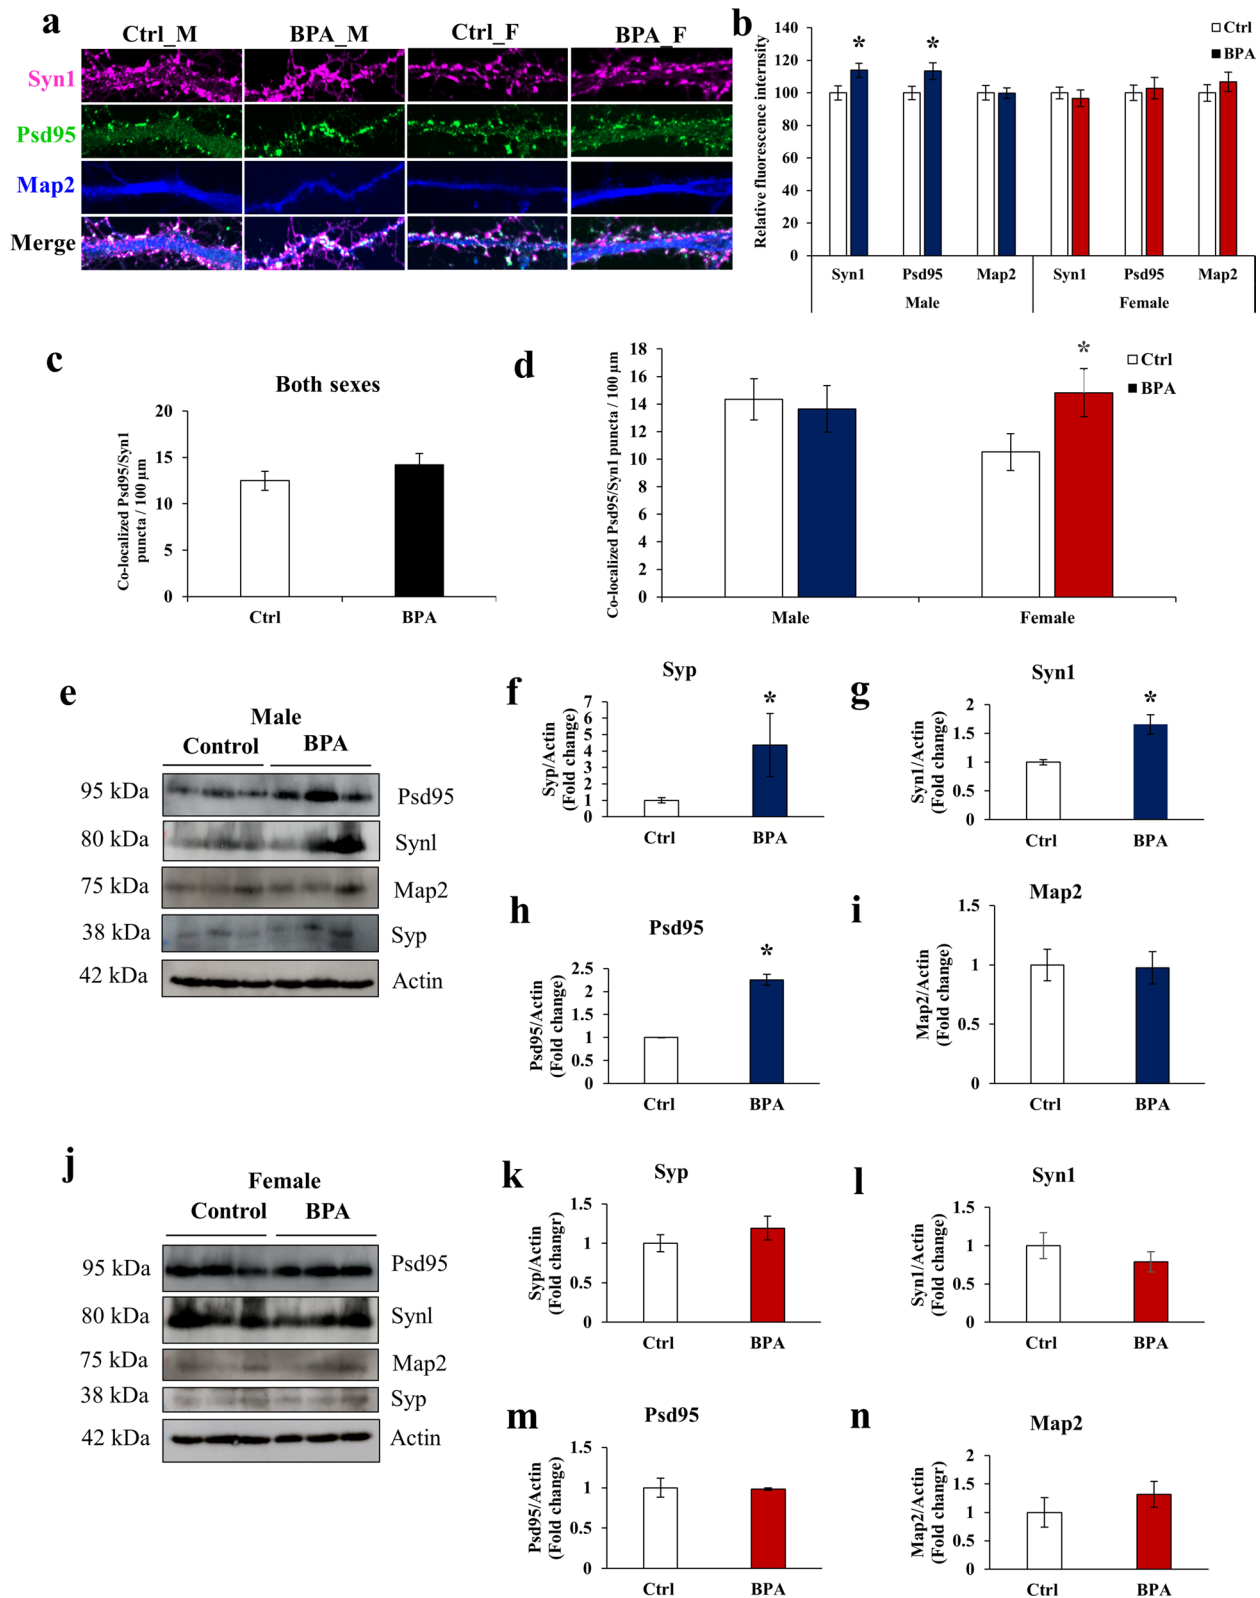 a
Ctrl_M BPA_M Ctrl_F BPA_F
Syn1
Psd95
Map2
Merge
b
Ctrl
BPA
Relative fluorescence internsity
140
120
100
80
60
40
20
0
* *
Syn1 Psd95 Map2 Syn1 Psd95 Map2
Male Female
c
Both sexes
Co-localized Psd95/Syn1
puncta / 100 µm
20
15
10
5
0
Ctrl BPA
d
Co-localized Psd95/Syn1 puncta / 100 µm
18
16
14
12
10
8
6
4
2
0
*
Ctrl
BPA
Male Female
e
Male
Control BPA
95 kDa Psd95
80 kDa Synl
75 kDa Map2
38 kDa Syp
42 kDa Actin
f
Syp
Syp/Actin
(Fold change)
7
6
5
4
3
2
1
0
*
Ctrl BPA
g
Syn1
Syn1/Actin
(Fold change)
2
1.5
1
0.5
0
*
Ctrl BPA
h
Psd95
Psd95/Actin
(Fold change)
2.5
2
1.5
1
0.5
0
*
Ctrl BPA
i
Map2
Map2/Actin
(Fold change)
1.5
1
0.5
0
Ctrl BPA
j
Female
Control BPA
95 kDa Psd95
80 kDa Synl
75 kDa Map2
38 kDa Syp
42 kDa Actin
k
Syp
Syp/Actin
(Fold changr)
1.5
1
0.5
0
Ctrl BPA
l
Syn1
Syn1/Actin
(Fold change)
1.5
1
0.5
0
Ctrl BPA
m
Psd95
Psd95/Actin
(Fold change)
1.5
1
0.5
0
Ctrl BPA
n
Map2
Map2/Actin
(Fold changr)
2
1.5
1
0.5
0
Ctrl BPA